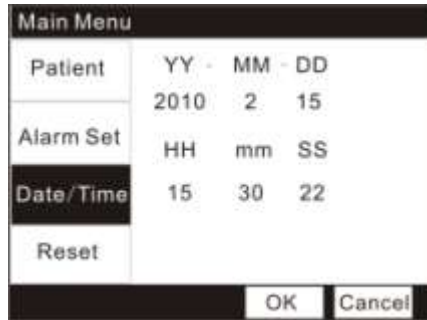 Main Menu
Patient
Alarm Set
Date/Time
Reset
YY - MM - DD
2010 2 15
HH mm SS
15 30 22
OK Cancel